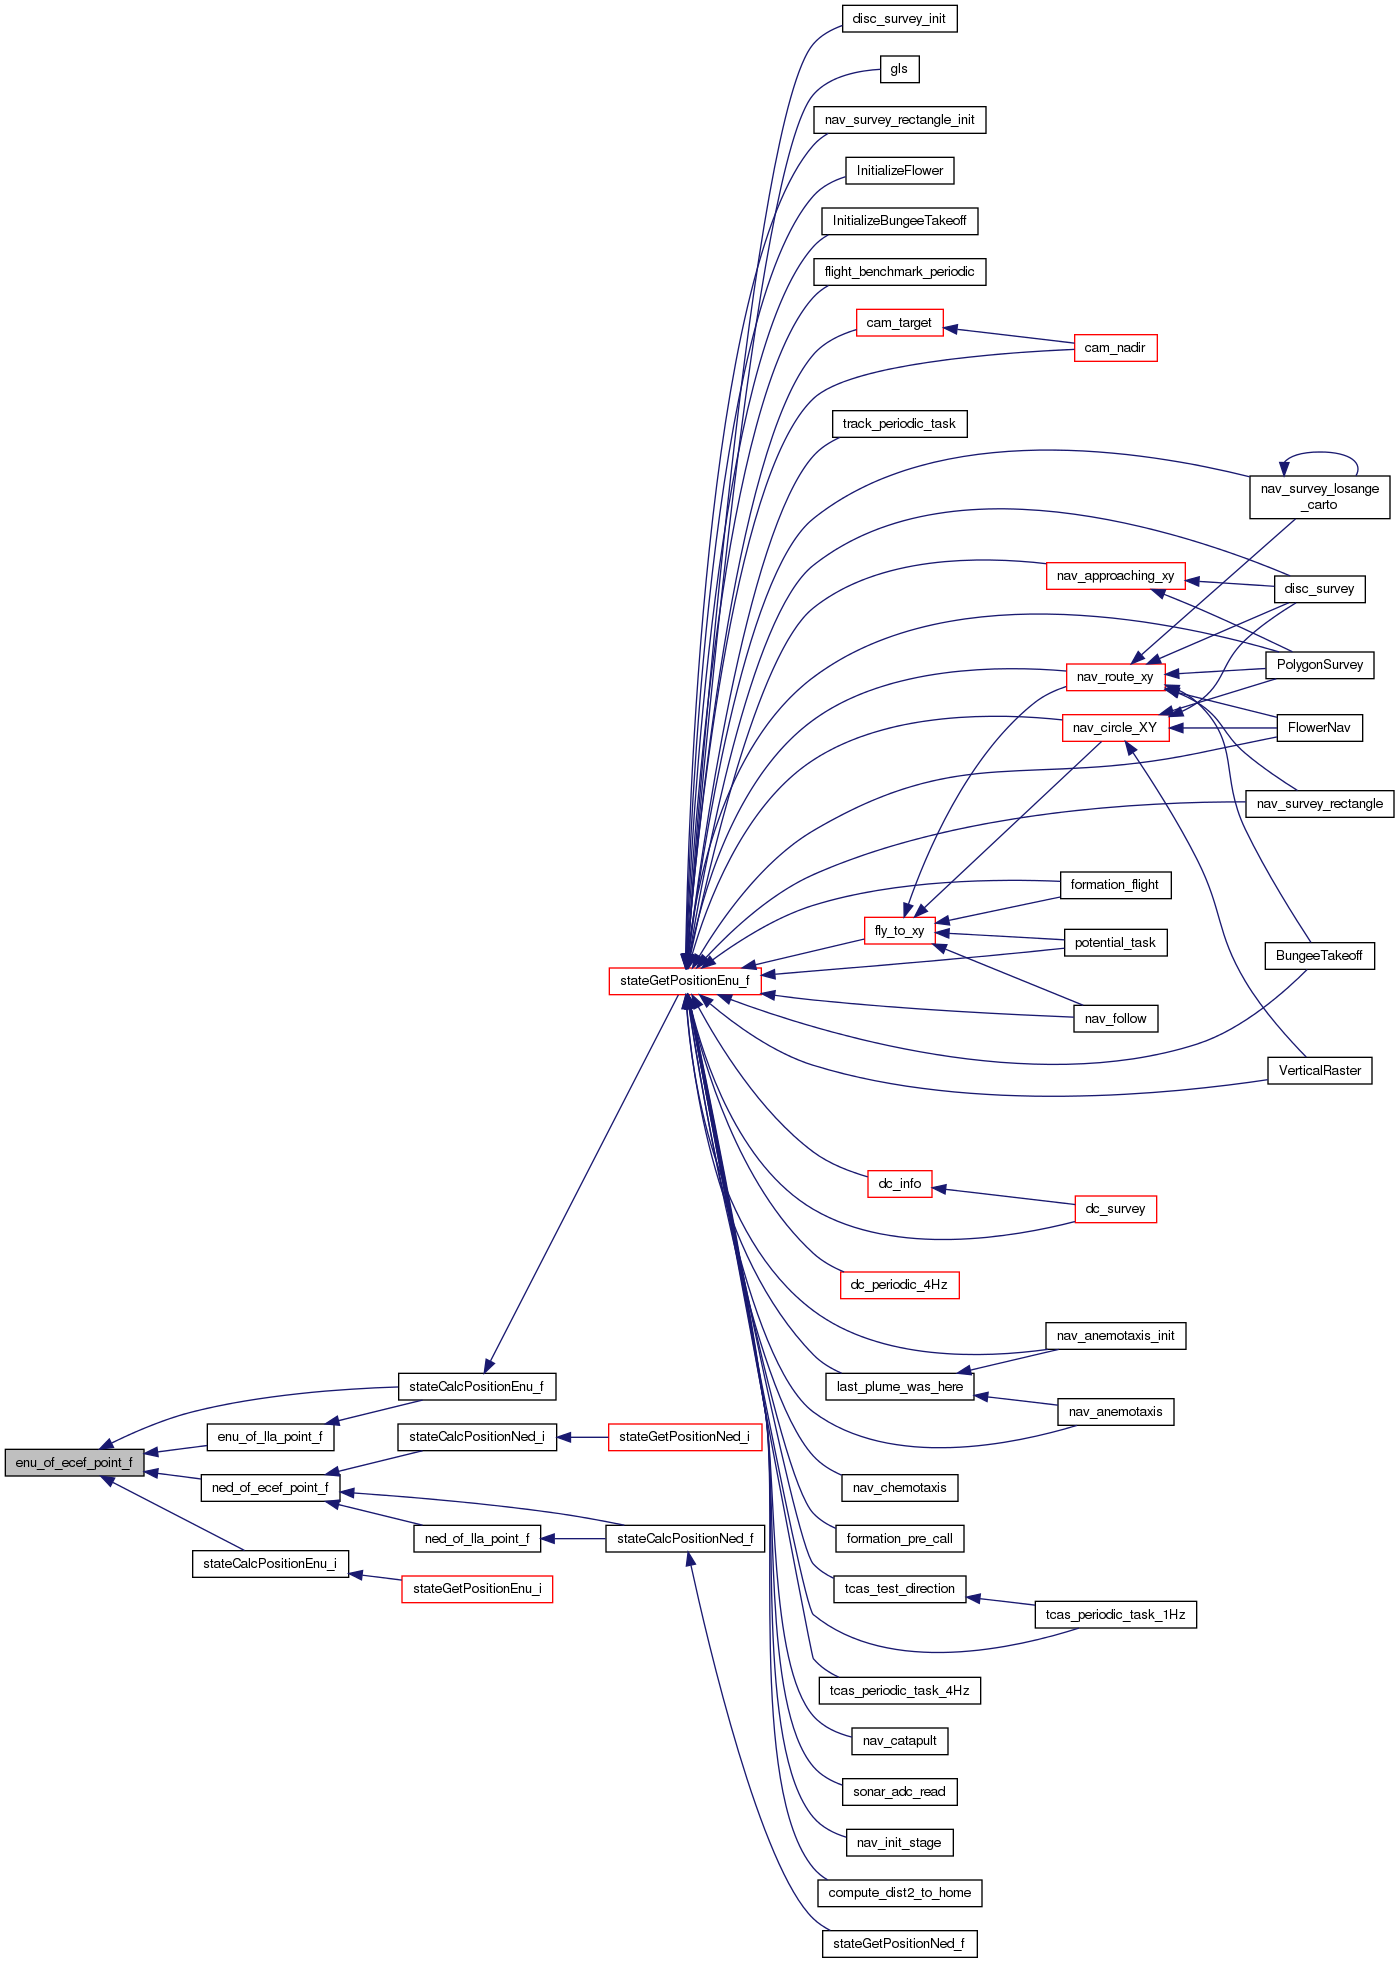 disc_survey_init
gls
nav_survey_rectangle_init
InitializeFlower
InitializeBungeeTakeoff
flight_benchmark_periodic
cam_target
cam_nadir
track_periodic_task
nav_survey_losange
_carto
nav_approaching_xy
disc_survey
PolygonSurvey
nav_route_xy
nav_circle_XY
FlowerNav
nav_survey_rectangle
formation_flight
fly_to_xy
potential_task
BungeeTakeoff
stateGetPositionEnu_f
nav_follow
VerticalRaster
dc_info
dc_survey
dc_periodic_4Hz
nav_anemotaxis_init
stateCalcPositionEnu_f
last_plume_was_here
nav_anemotaxis
enu_of_lla_point_f
stateCalcPositionNed_i
stateGetPositionNed_i
enu_of_ecef_point_f
ned_of_ecef_point_f
nav_chemotaxis
ned_of_lla_point_f
stateCalcPositionNed_f
formation_pre_call
stateCalcPositionEnu_i
stateGetPositionEnu_i
tcas_test_direction
tcas_periodic_task_1Hz
tcas_periodic_task_4Hz
nav_catapult
sonar_adc_read
nav_init_stage
compute_dist2_to_home
stateGetPositionNed_f